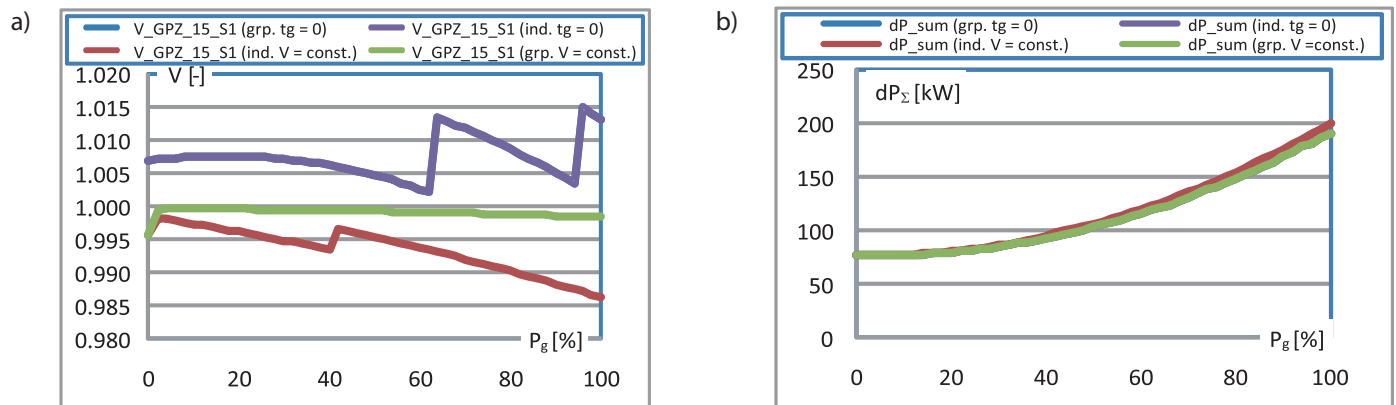 a)
V_GPZ_15_S1 (grp. tg = 0) V_GPZ_15_S1 (ind. tg = 0)
V_GPZ_15_S1 (ind. V = const.) V_GPZ_15_S1 (grp. V = const.)
V [-]
1.020
1.015
1.010
1.005
1.000
0.995
0.990
0.985
0.980
Pg [%]
0 20 40 60 80 100
b)
dP_sum (grp. tg = 0) dP_sum (ind. tg = 0)
dP_sum (ind. V = const.) dP_sum (grp. V =const.)
dPΣ [kW]
250
200
150
100
50
0
Pg [%]
0 20 40 60 80 100